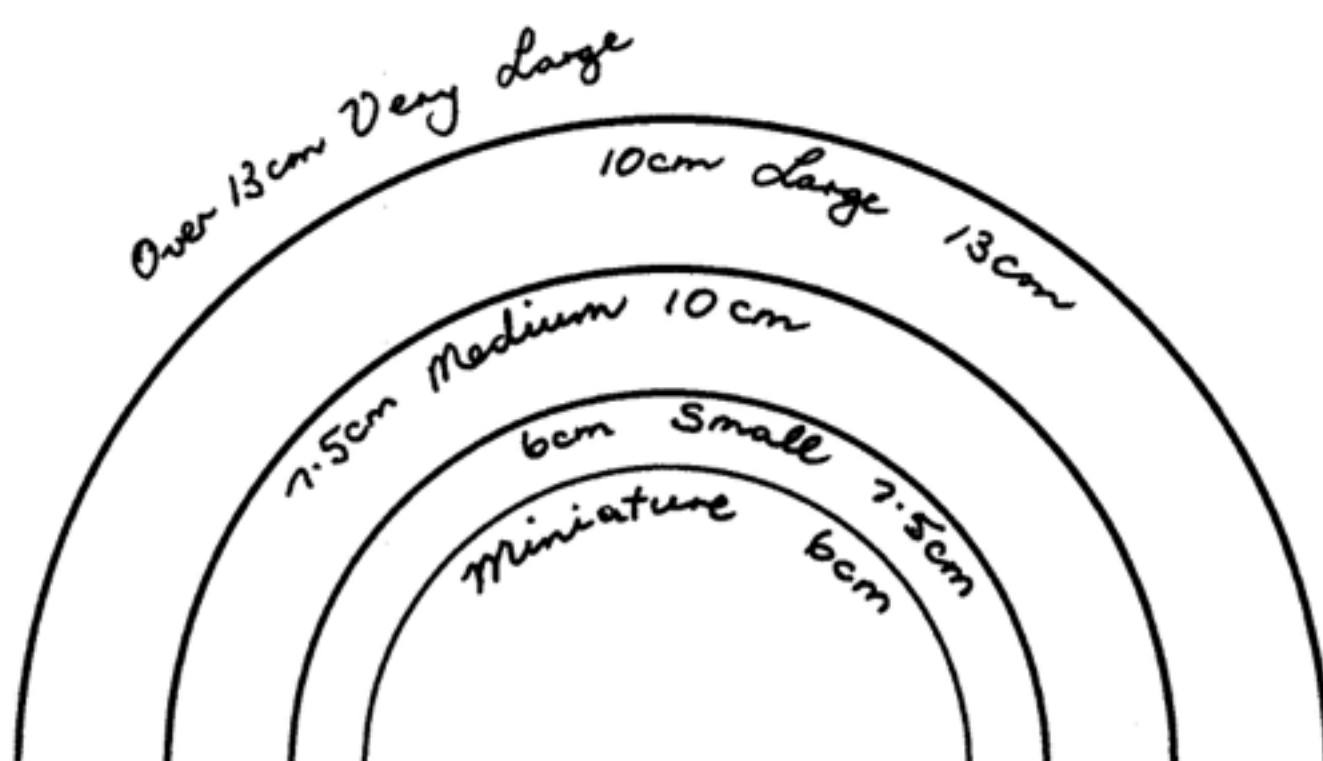 Over 13cm Very Large
10cm Large 13cm
7.5cm Medium 10cm
6cm Small 7.5cm
Miniature 6cm